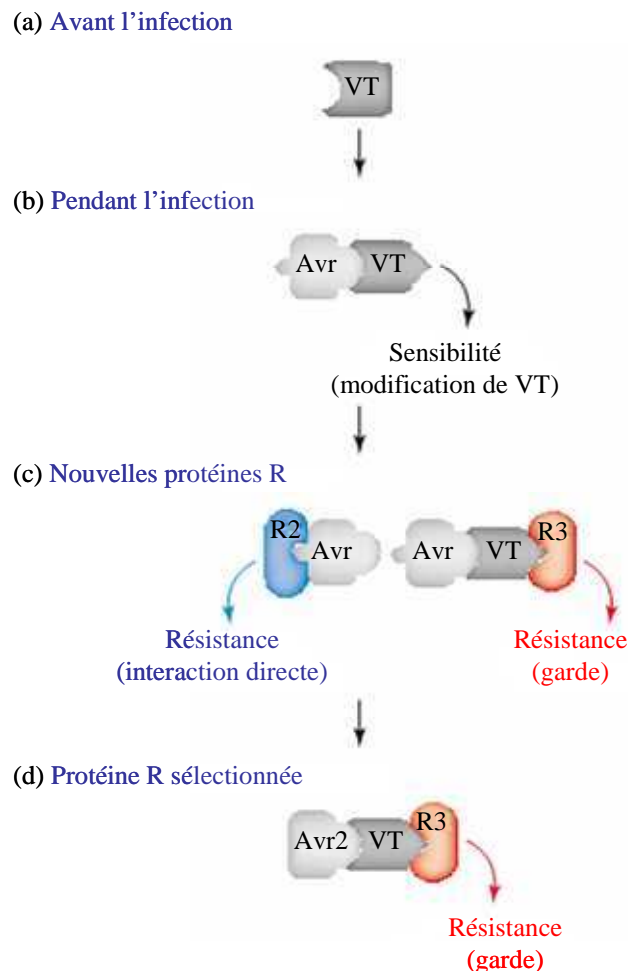 (a) Avant l’infection
VT
(b) Pendant l’infection
Avr VT
Sensibilité
(modification de VT)
(c) Nouvelles protéines R
R2 Avr Avr VT R3
Résistance
(interaction directe)
Résistance
(garde)
(d) Protéine R sélectionnée
Avr2 VT R3
Résistance
(garde)